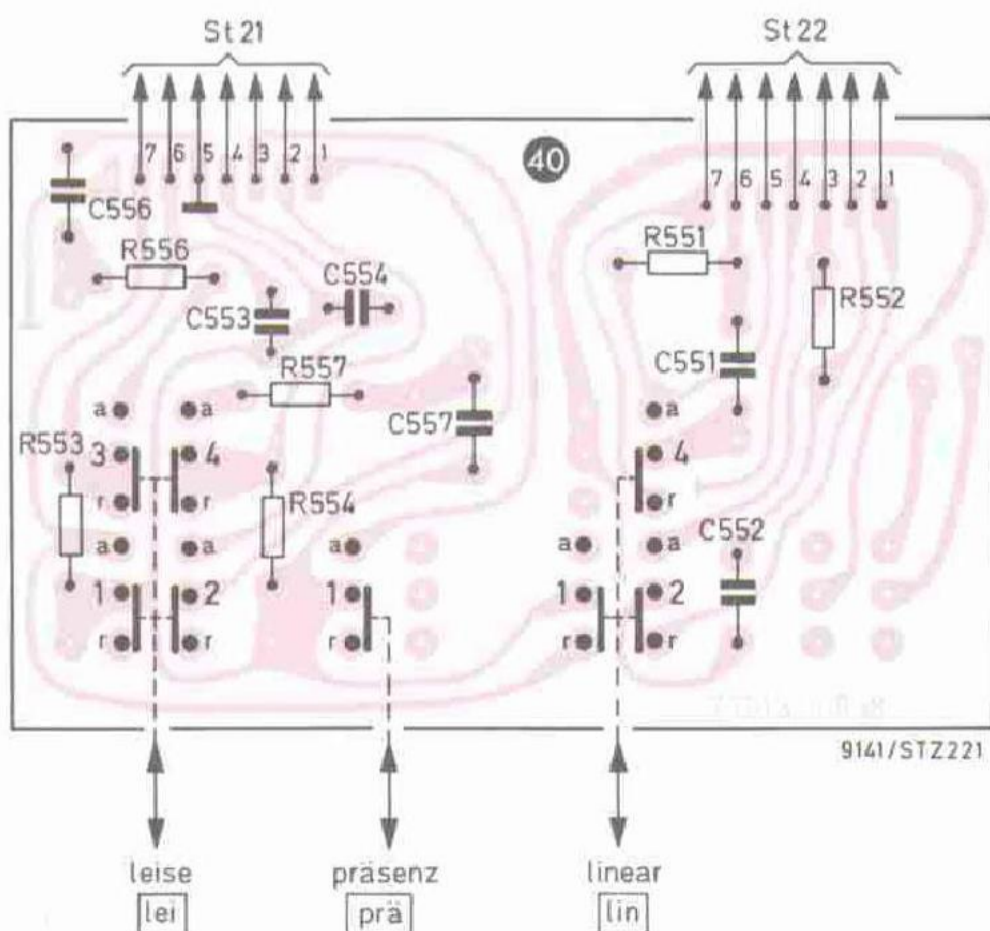 St 21
St 22
7 6 5 4 3 2 1
40
7 6 5 4 3 2 1
C556
R556
C554
C553
R551
R552
R557
C551
C557
a a
a
R553
3 4
4
r r
R554
r
C552
a a
a
a
a
1 2
1
1
2
r r
r
r
r
9141/STZ221
leise
präsenz
linear
lei
prä
lin